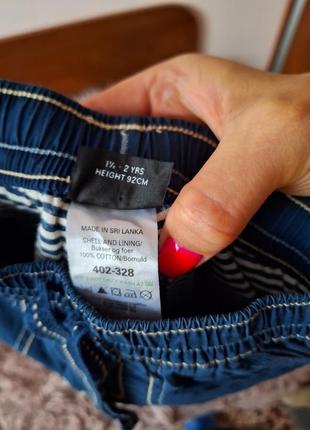 1½ - 2 YRS
HEIGHT 92CM
MADE IN SRI LANKA
SHELL AND LINING/
Bukser og foer
100% COTTON/Bomuld
402-328